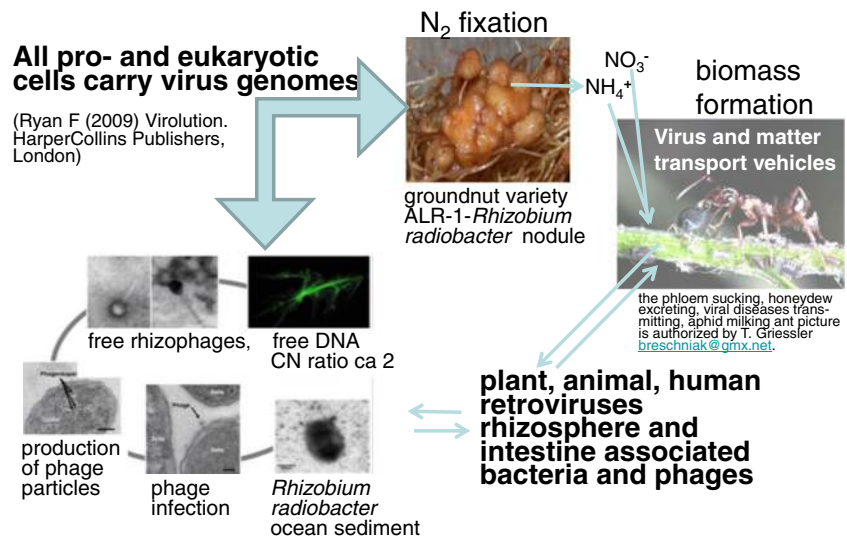 All pro- and eukaryotic
cells carry virus genomes
(Ryan F (2009) Virolution.
HarperCollins Publishers,
London)
N2 fixation
groundnut variety
ALR-1-Rhizobium
radiobacter nodule
NO3-
NH4+
biomass
formation
Virus and matter
transport vehicles
the phloem sucking, honeydew
excreting, viral diseases trans-
mitting, aphid milking ant picture
is authorized by T. Griessler
breschniak@gmx.net.
free rhizophages,
free DNA
CN ratio ca 2
production
of phage
particles
Phage
phage
infection
Rhizobium
radiobacter
ocean sediment
plant, animal, human
retroviruses
rhizosphere and
intestine associated
bacteria and phages